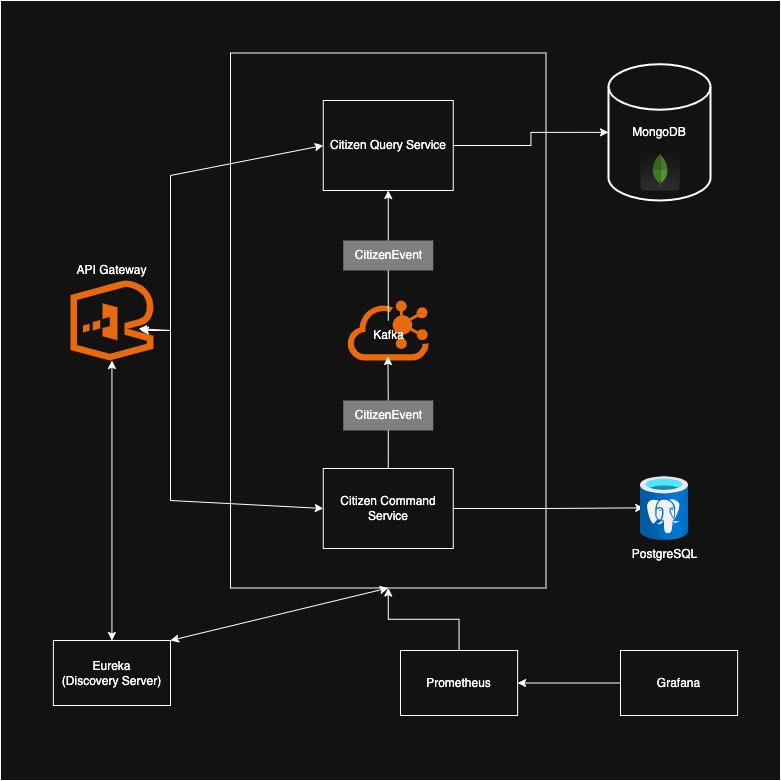 MongoDB
Citizen Query Service
CitizenEvent
API Gateway
Kafka
CitizenEvent
Citizen Command
Service
PostgreSQL
Eureka
(Discovery Server)
Prometheus
Grafana